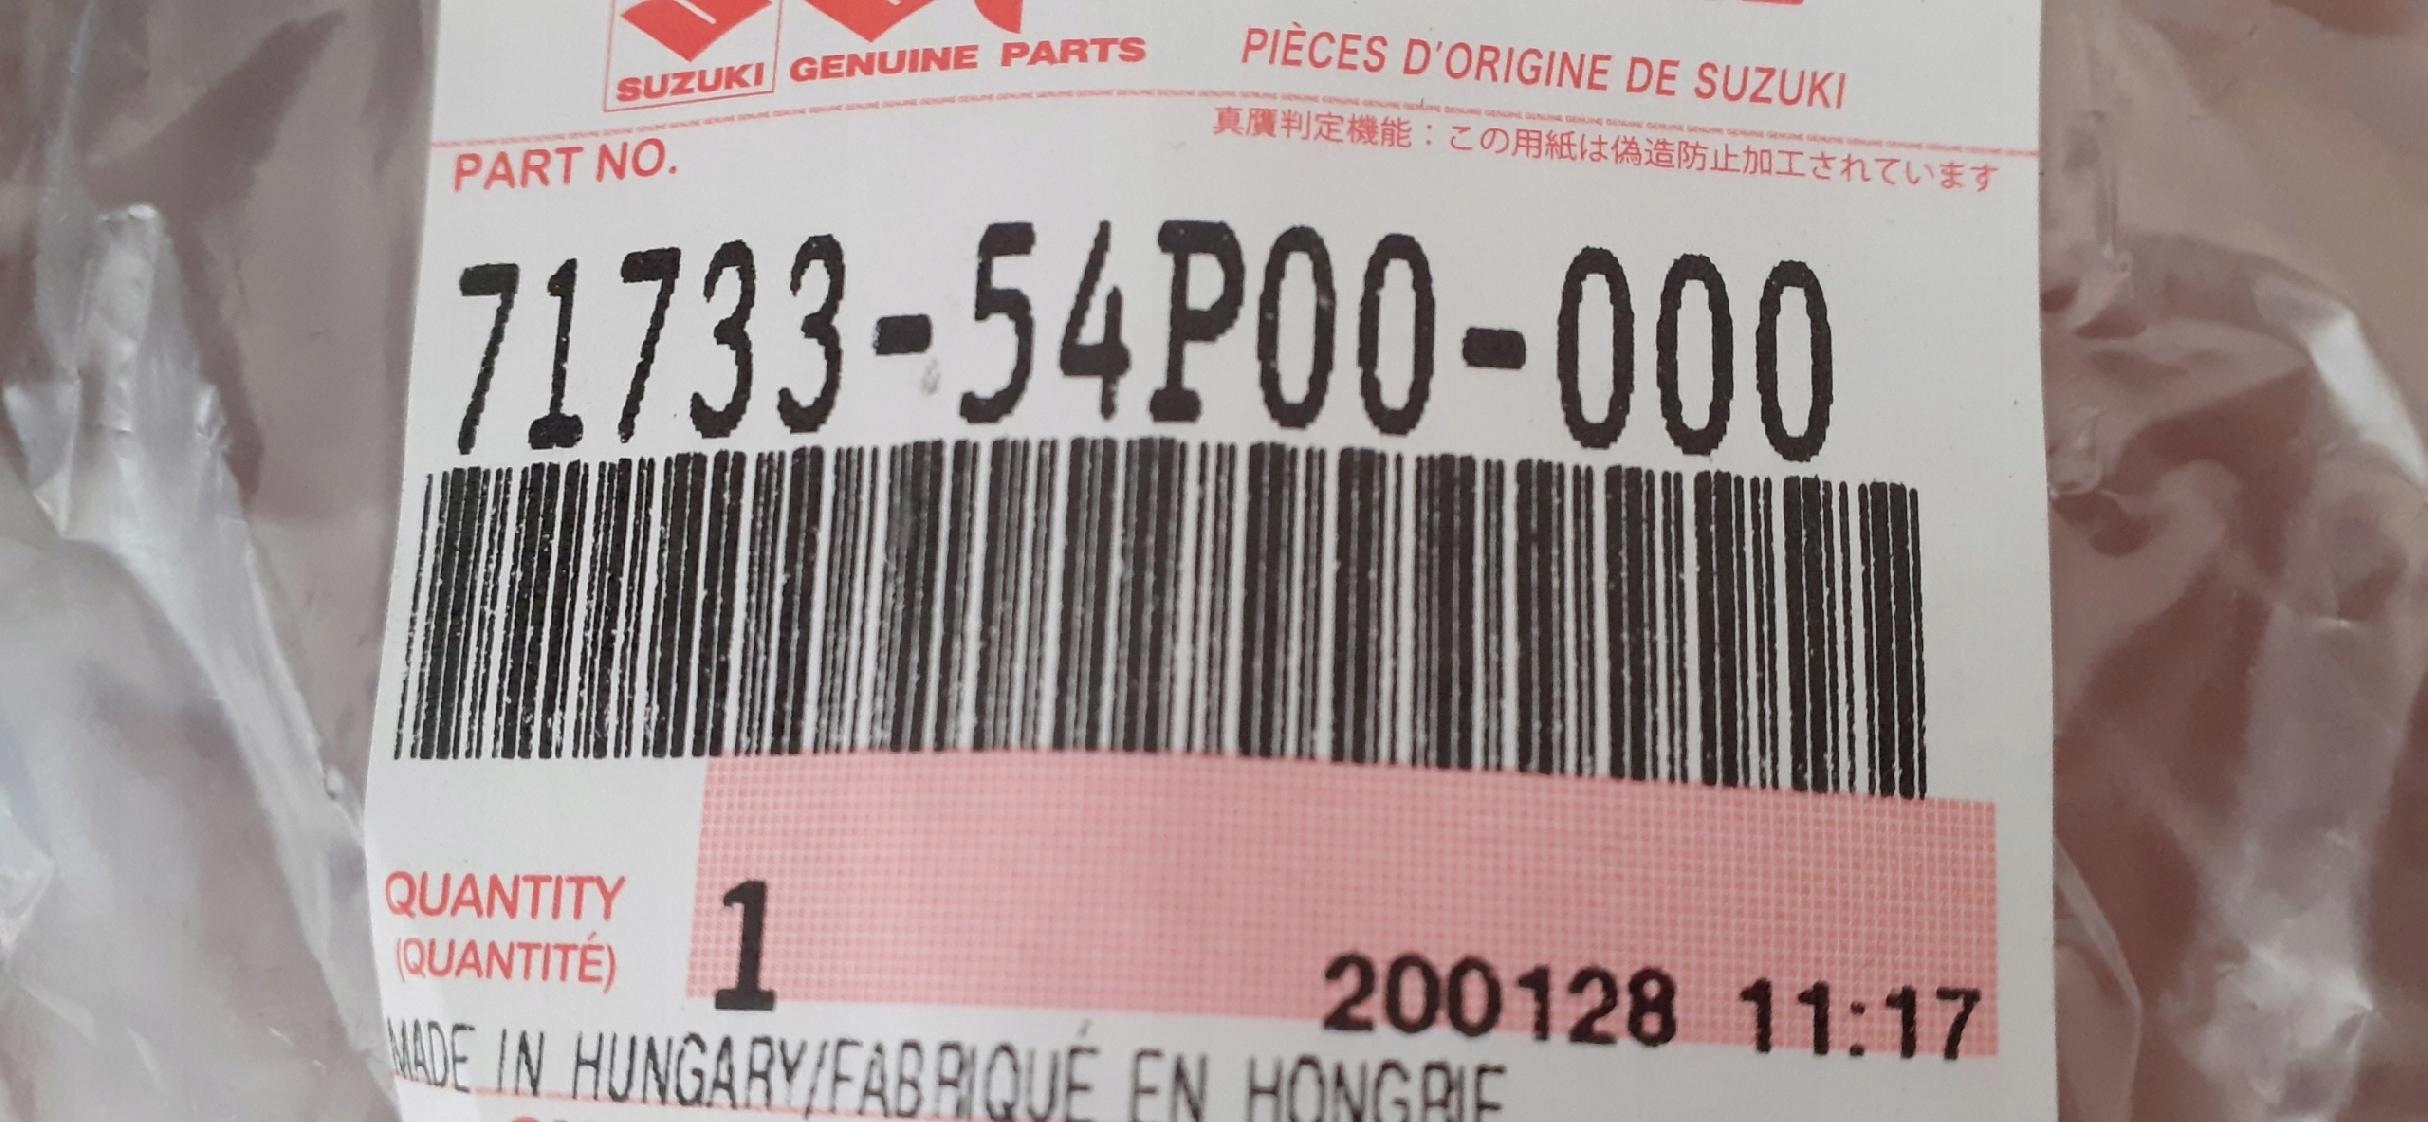 SUZUKI GENUINE PARTS
PIÈCES D'ORIGINE DE SUZUKI
PART NO.
真贋判定機能：この用紙は偽造防止加工されています
71733-54P00-000
QUANTITY
(QUANTITÉ)
1
200128 11:17
MADE IN HUNGARY/FABRIQUÉ EN HONGRIE